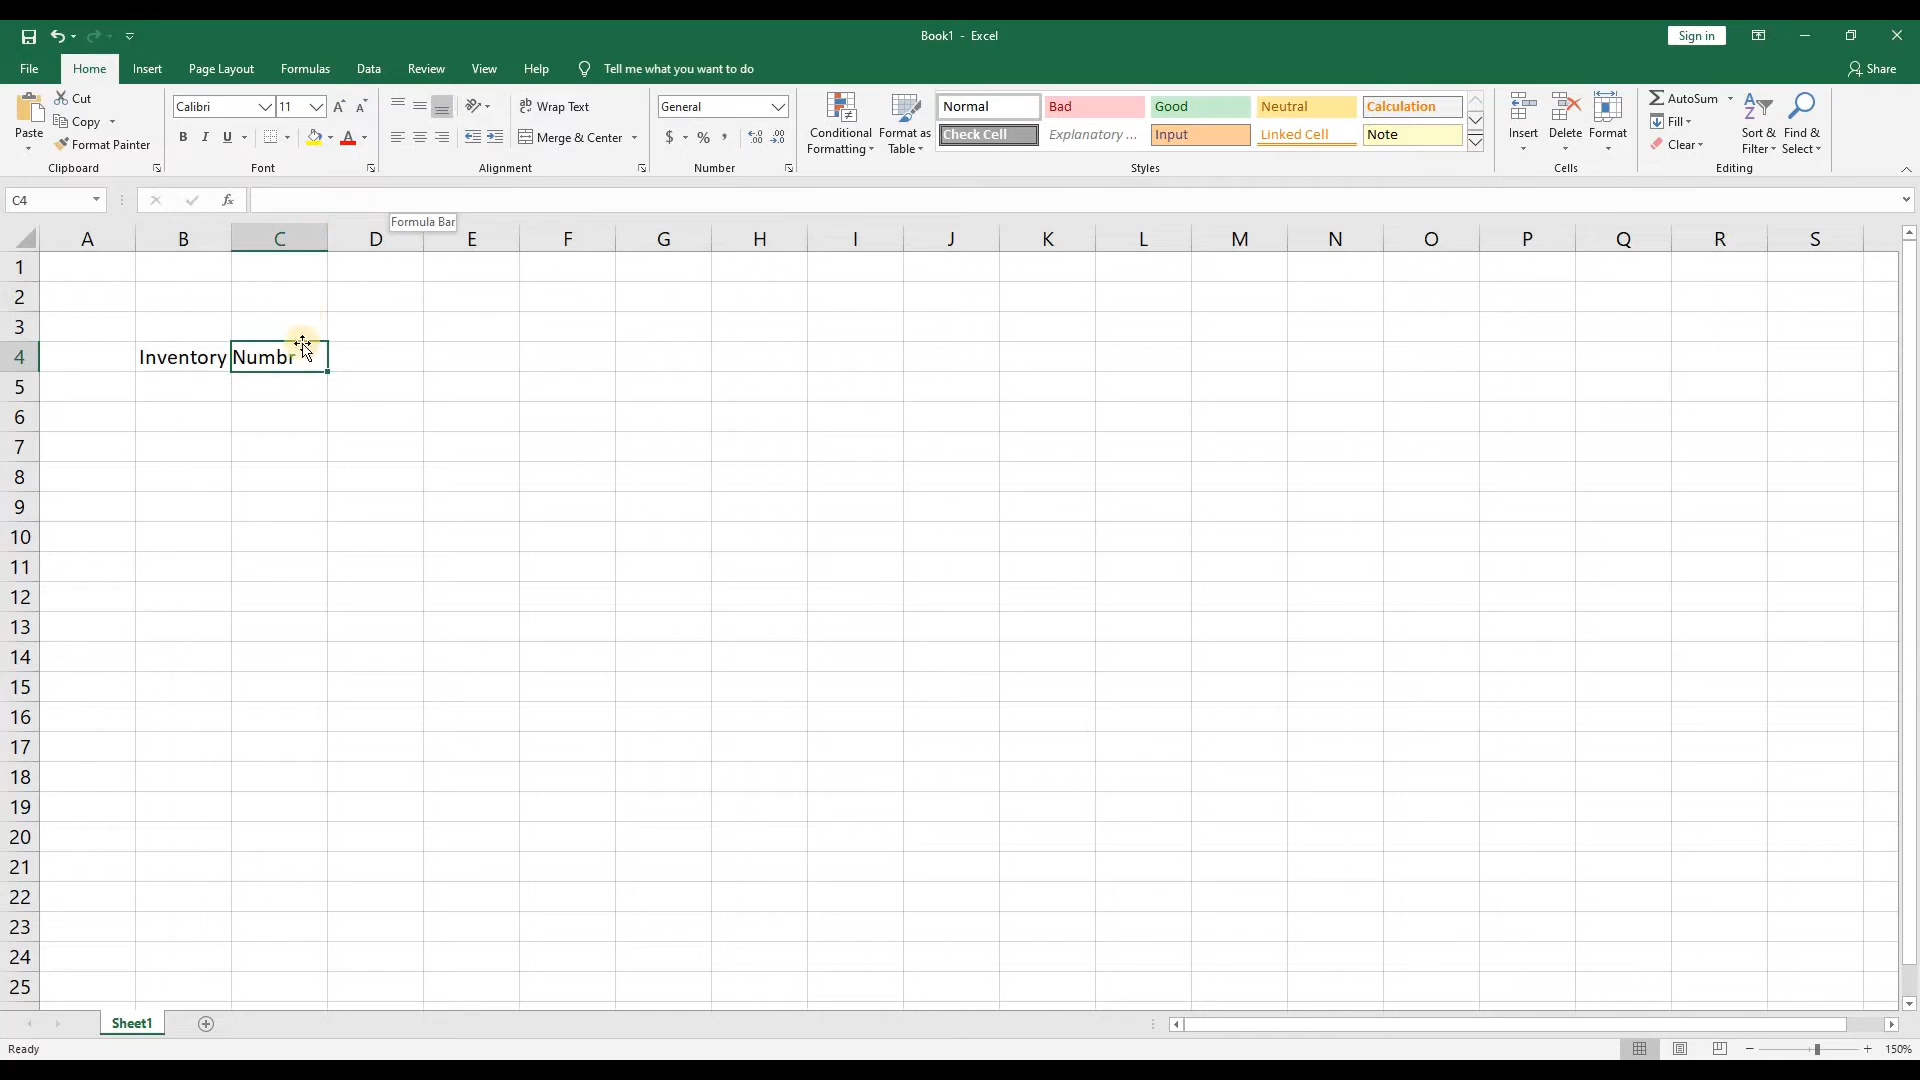 Book1 - Excel
Sign in
File Home Insert Page Layout Formulas Data Review View Help Tell me what you want to do Share
Paste
Cut
Copy
Format Painter
Clipboard
Calibri 11
B I U
Font
Wrap Text
Merge & Center
Alignment
General
$ % ,
Number
Conditional Formatting
Format as Table
Normal Bad Good Neutral Calculation
Check Cell Explanatory ... Input Linked Cell Note
Styles
Insert Delete Format
Cells
AutoSum
Fill
Clear
Sort & Filter
Find & Select
Editing
C4 fx
Formula Bar
A B C D E F G H I J K L M N O P Q R S
1
2
3
4 Inventory Numbr
5
6
7
8
9
10
11
12
13
14
15
16
17
18
19
20
21
22
23
24
25
Sheet1
Ready 150%